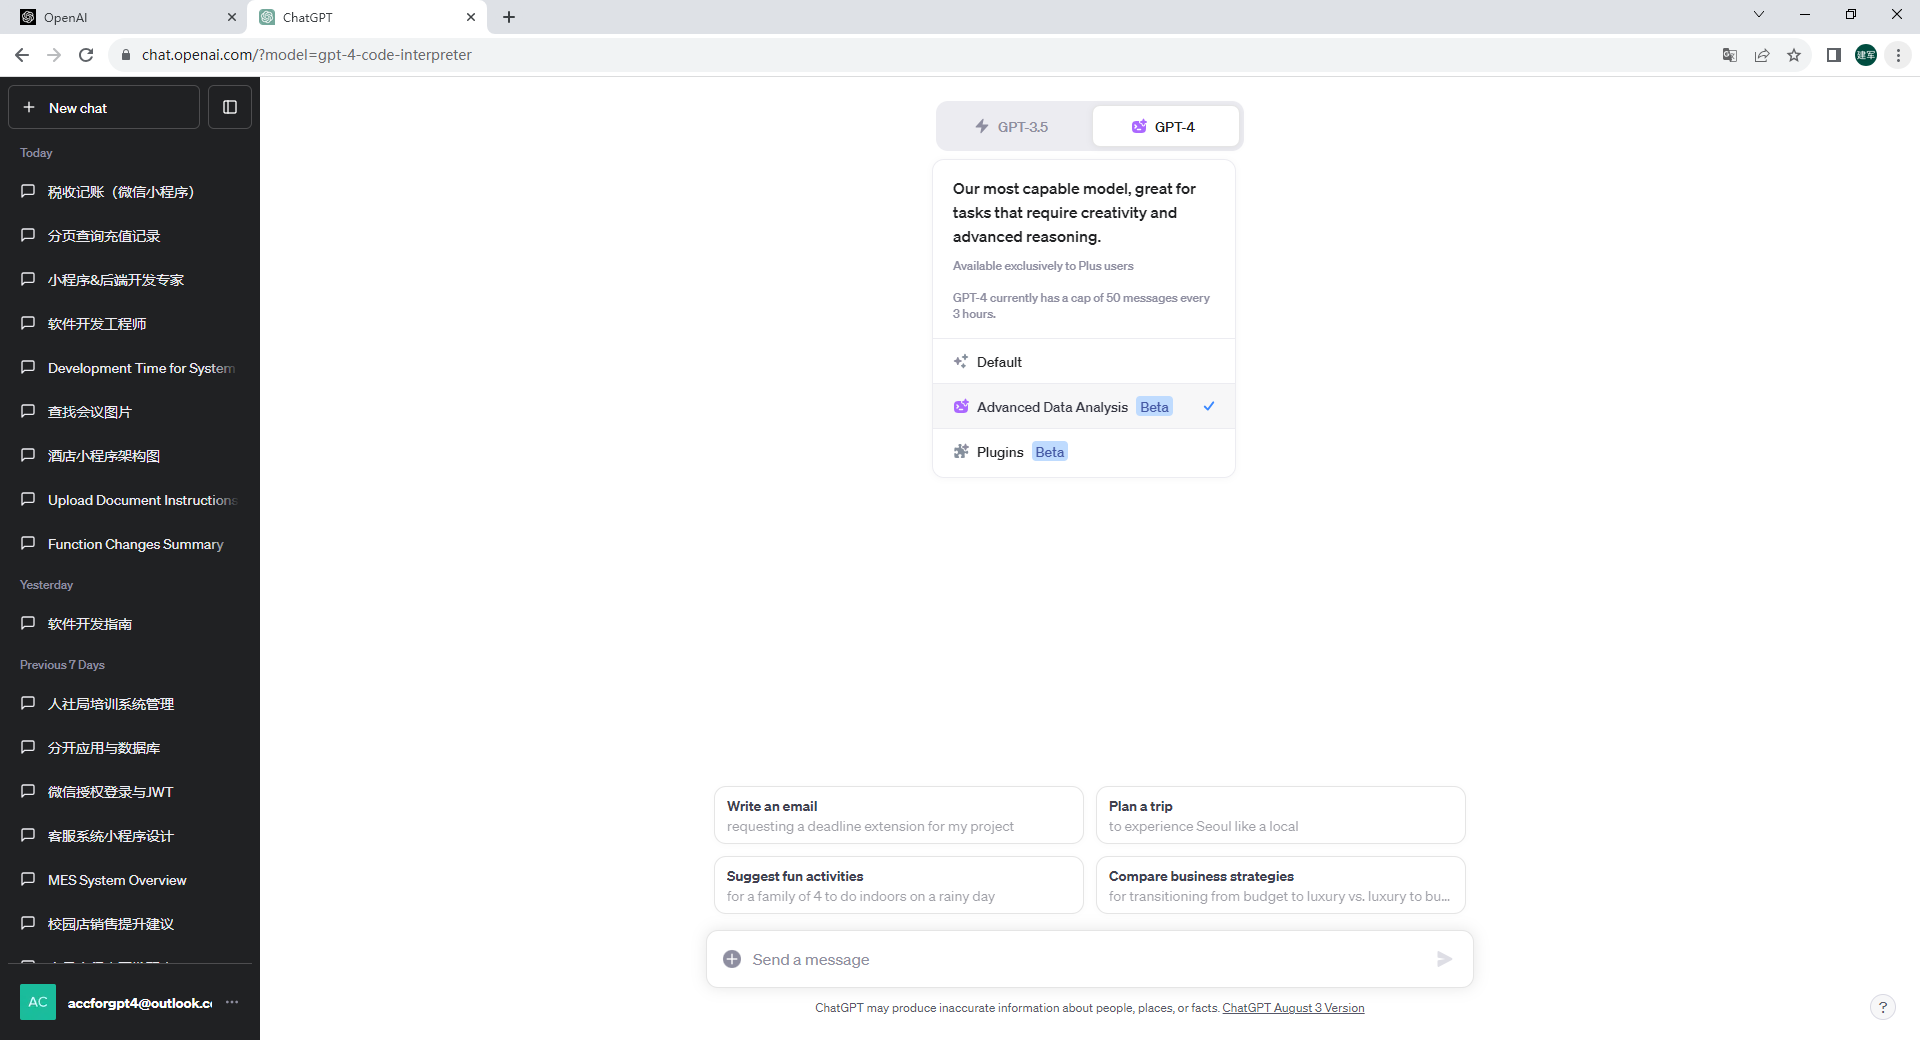 OpenAI
ChatGPT
chat.openai.com/?model=gpt-4-code-interpreter
建军
New chat
Today
税收记账（微信小程序）
分页查询充值记录
小程序&后端开发专家
软件开发工程师
Development Time for System
查找会议图片
酒店小程序架构图
Upload Document Instructions
Function Changes Summary
Yesterday
软件开发指南
Previous 7 Days
人社局培训系统管理
分开应用与数据库
微信授权登录与JWT
客服系统小程序设计
MES System Overview
校园店销售提升建议
AC
accforgpt4@outlook.cc
GPT-3.5
GPT-4
Our most capable model, great for
tasks that require creativity and
advanced reasoning.
Available exclusively to Plus users
GPT-4 currently has a cap of 50 messages every
3 hours.
Default
Advanced Data Analysis Beta
Plugins Beta
Write an email
requesting a deadline extension for my project
Plan a trip
to experience Seoul like a local
Suggest fun activities
for a family of 4 to do indoors on a rainy day
Compare business strategies
for transitioning from budget to luxury vs. luxury to bu...
Send a message
ChatGPT may produce inaccurate information about people, places, or facts. ChatGPT August 3 Version
?